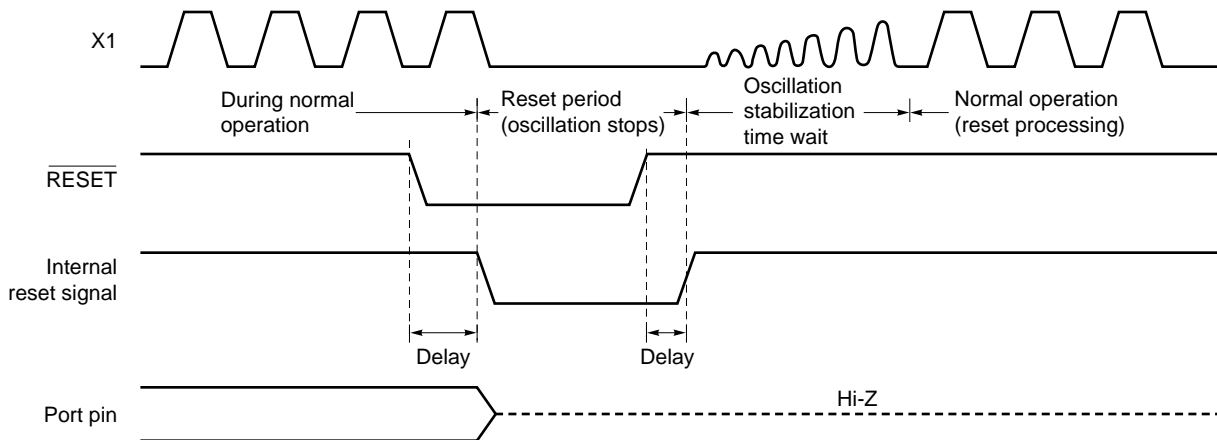 X1
During normal
operation
Reset period
(oscillation stops)
Oscillation
stabilization
time wait
Normal operation
(reset processing)
RESET
Internal
reset signal
Delay
Delay
Port pin
Hi-Z